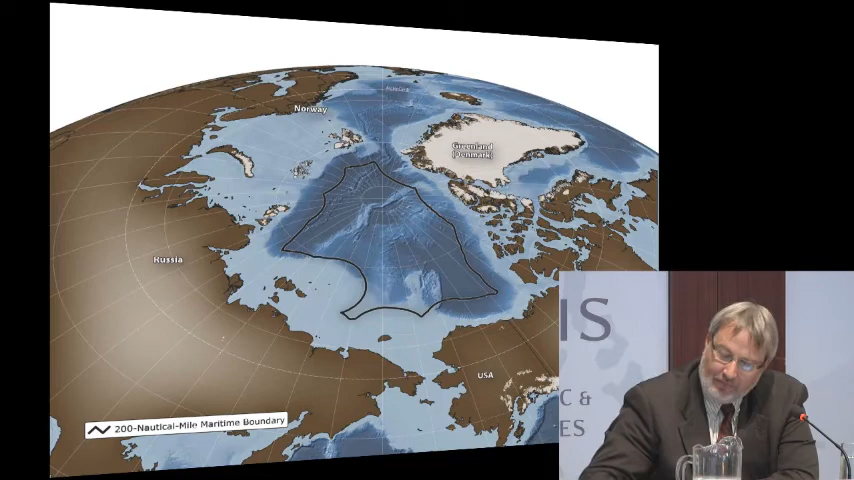 Norway
Greenland
(Denmark)
Russia
USA
200-Nautical-Mile Maritime Boundary
IS
C &
ES